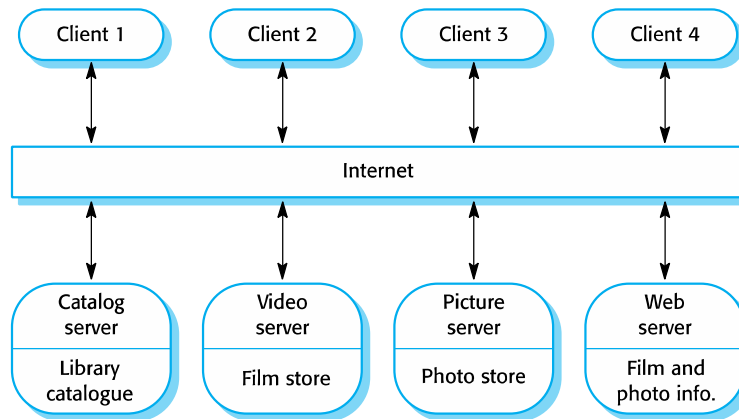 Client 1
Client 2
Client 3
Client 4
Internet
Catalog
server
Library
catalogue
Video
server
Film store
Picture
server
Photo store
Web
server
Film and
photo info.